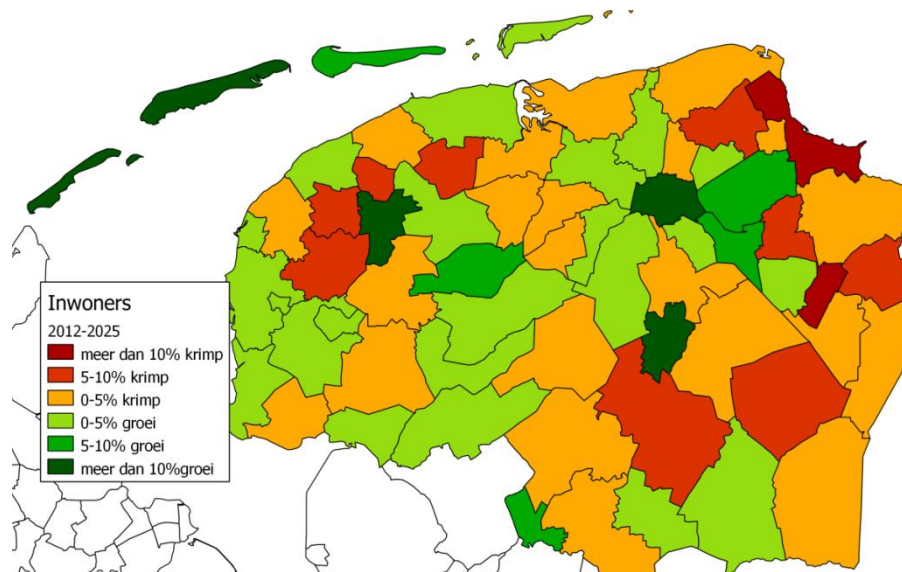 Inwoners
2012-2025
meer dan 10% krimp
5-10% krimp
0-5% krimp
0-5% groei
5-10% groei
meer dan 10%groei